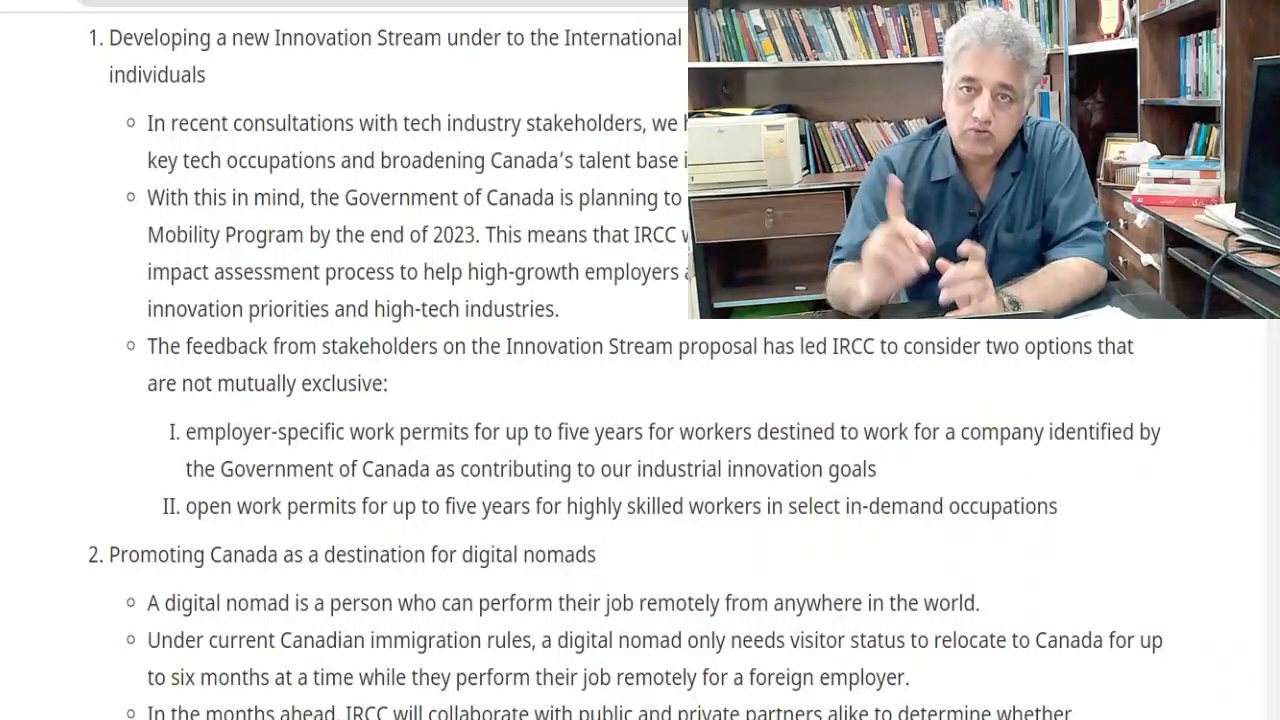 1. Developing a new Innovation Stream under to the International
individuals
In recent consultations with tech industry stakeholders, we
key tech occupations and broadening Canada's talent base
With this in mind, the Government of Canada is planning to
Mobility Program by the end of 2023. This means that IRCC
impact assessment process to help high-growth employers
innovation priorities and high-tech industries.
The feedback from stakeholders on the Innovation Stream proposal has led IRCC to consider two options that
are not mutually exclusive:
I. employer-specific work permits for up to five years for workers destined to work for a company identified by
the Government of Canada as contributing to our industrial innovation goals
II. open work permits for up to five years for highly skilled workers in select in-demand occupations
2. Promoting Canada as a destination for digital nomads
A digital nomad is a person who can perform their job remotely from anywhere in the world.
Under current Canadian immigration rules, a digital nomad only needs visitor status to relocate to Canada for up
to six months at a time while they perform their job remotely for a foreign employer.
In the months ahead, IRCC will collaborate with public and private partners alike to determine whether